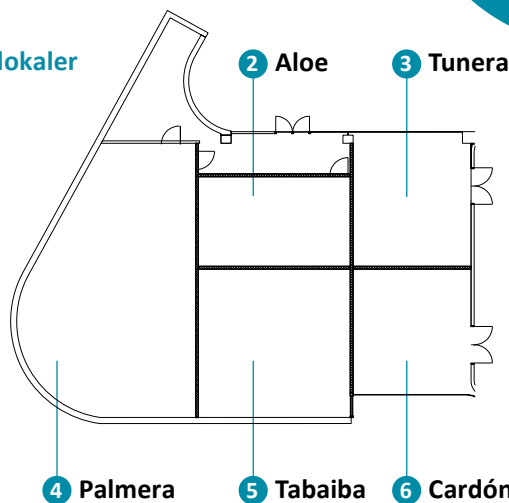 lokaler
2 Aloe
3 Tunera
4 Palmera
5 Tabaiba
6 Cardón